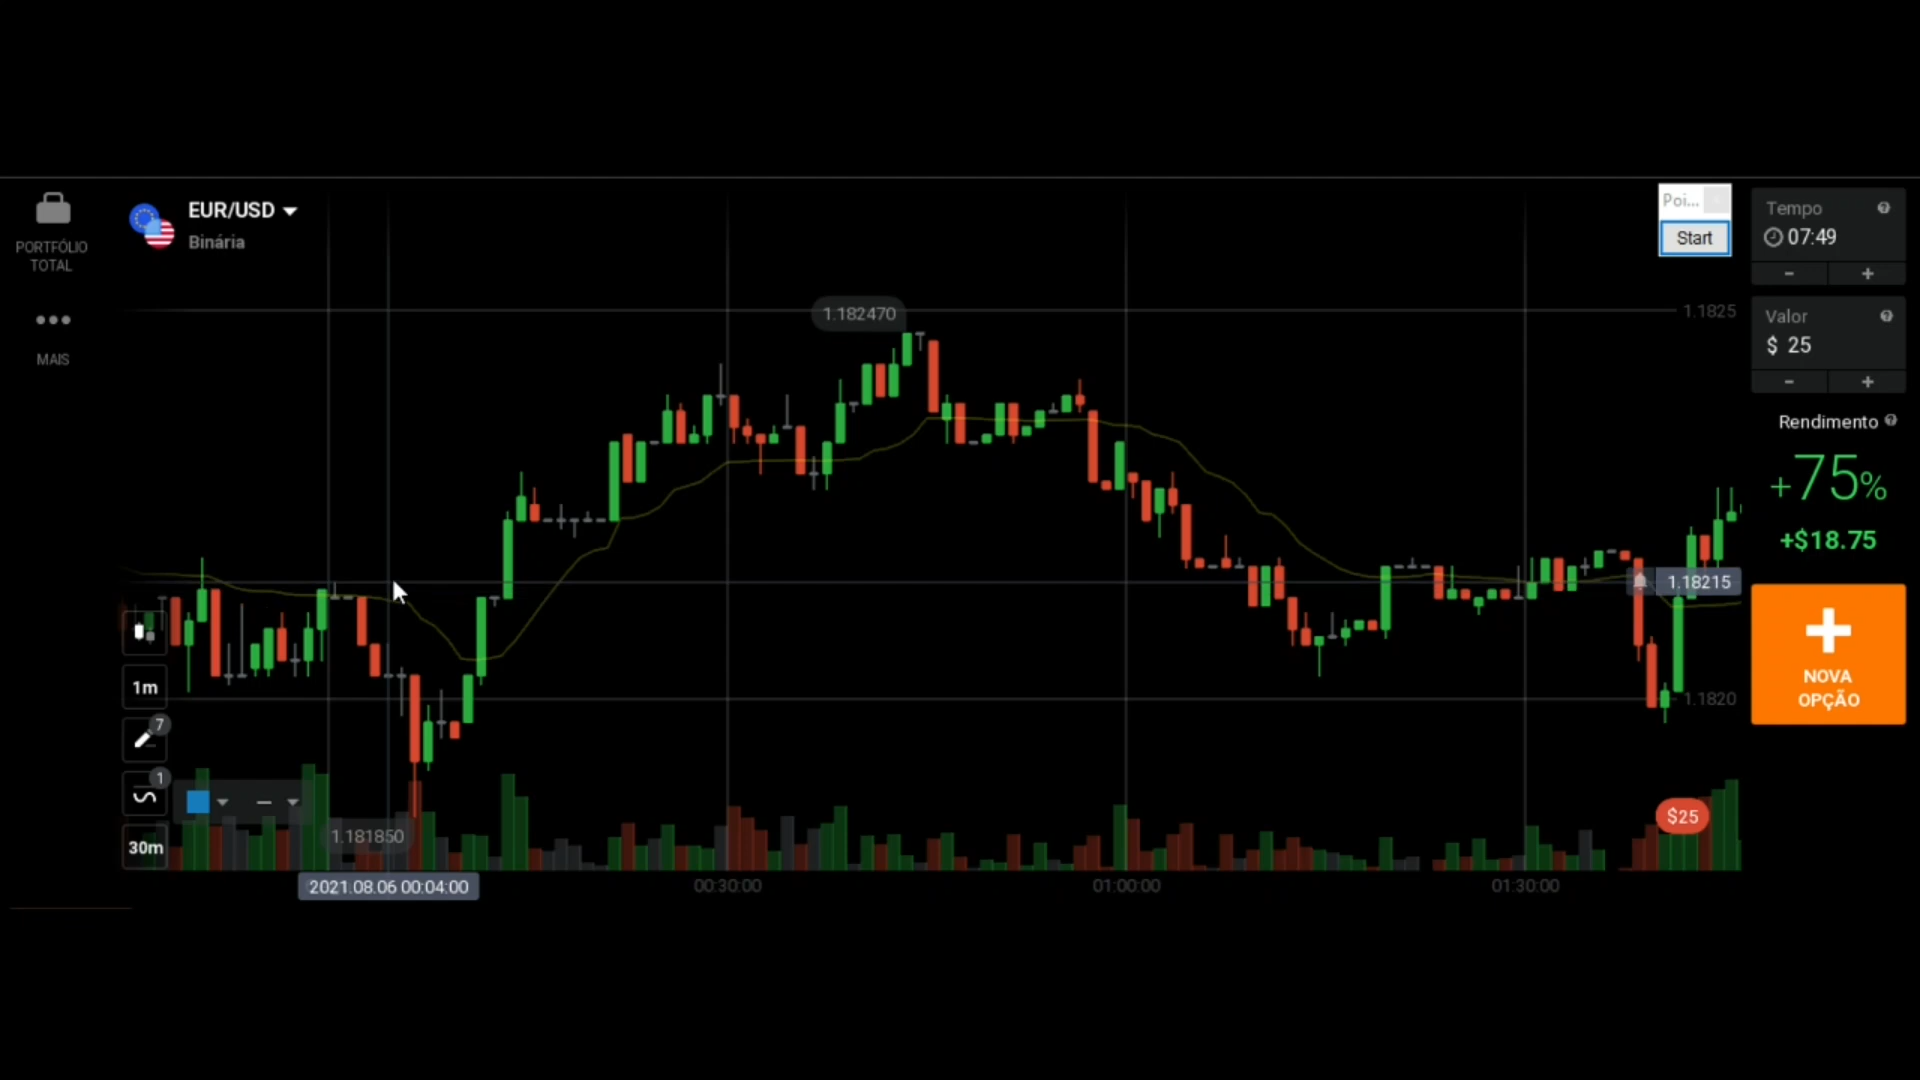 PORTFÓLIO
TOTAL
MAIS
EUR/USD
Binária
Poi...
Start
Tempo
07:49
- +
Valor
$ 25
- +
Rendimento
+75%
+$18.75
NOVA
OPÇÃO
1.182470
1.1825
1.18215
1.1820
1m
7
1
30m
1.181850
$25
2021.08.06 00:04:00
00:30:00
01:00:00
01:30:00